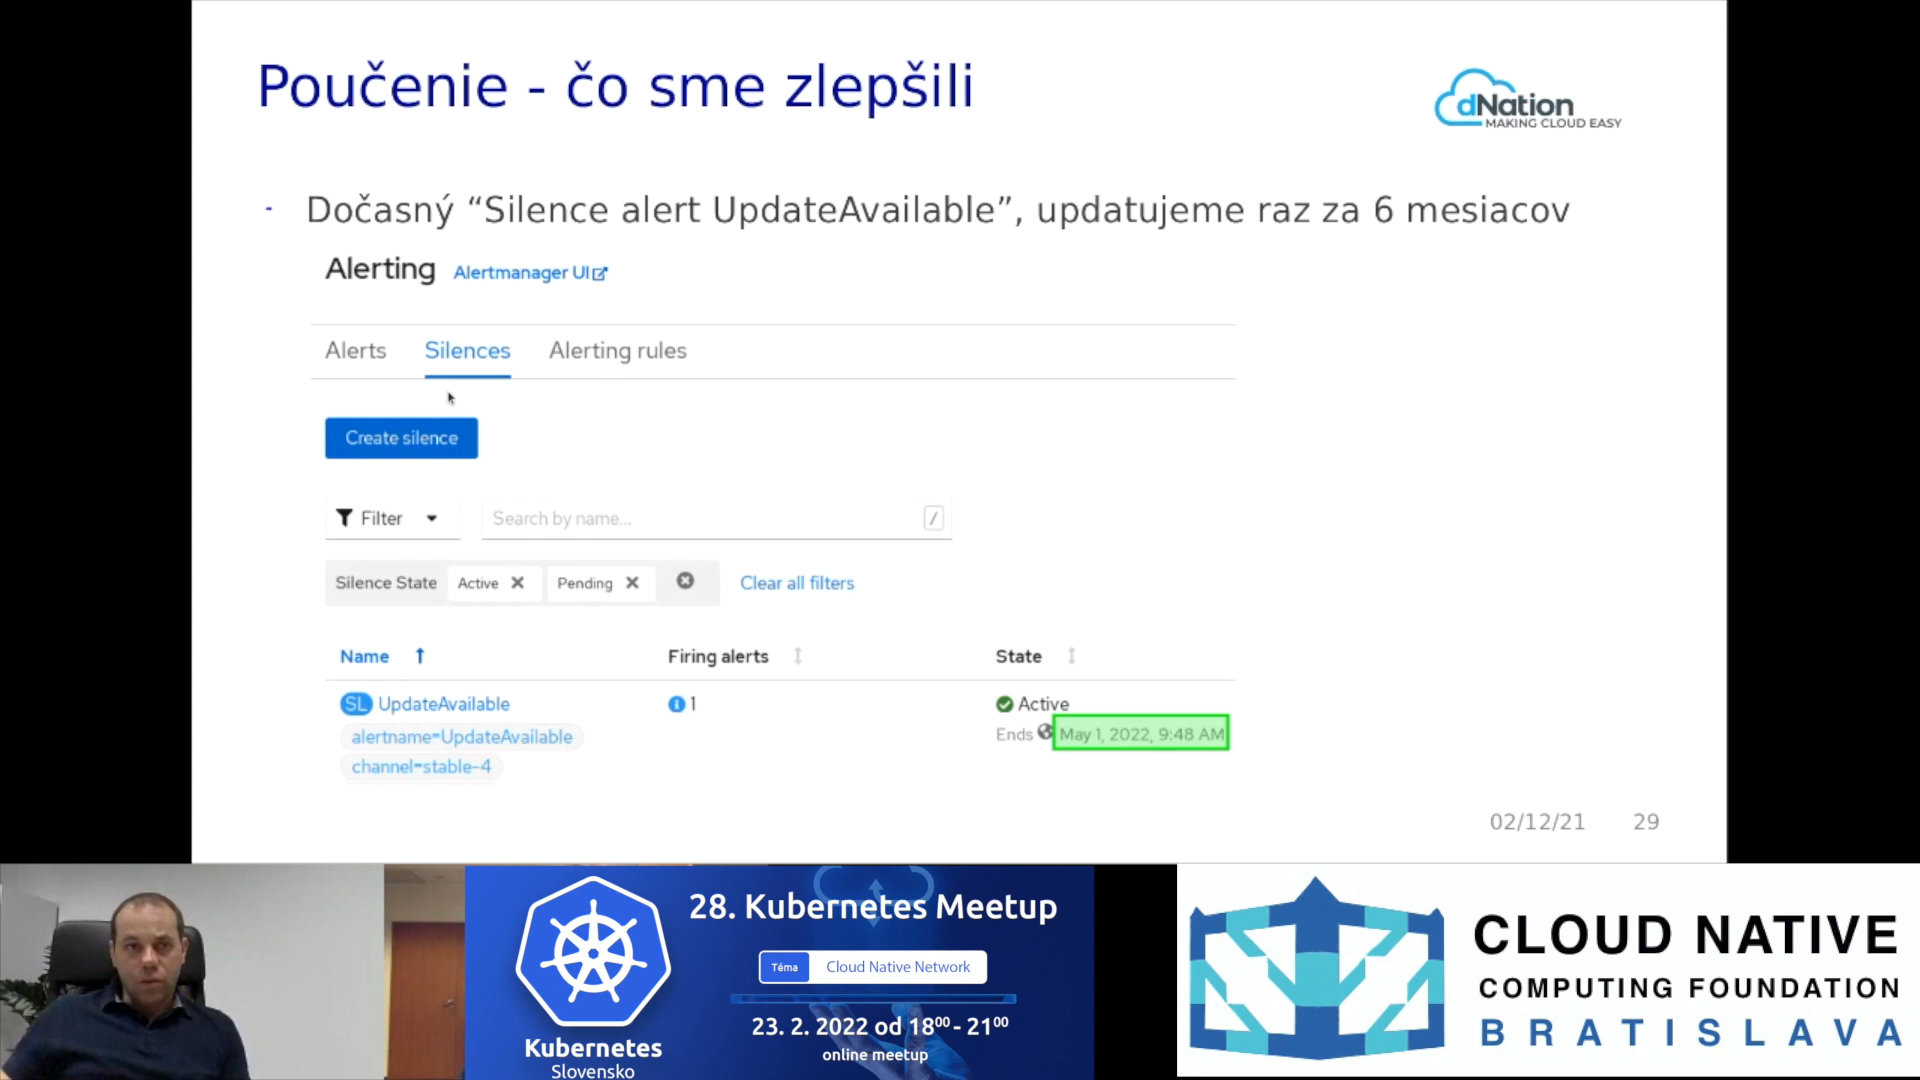 Poučenie - čo sme zlepšili
dNation
MAKING CLOUD EASY
- Dočasný “Silence alert UpdateAvailable”, updatujeme raz za 6 mesiacov
Alerting Alertmanager UI
Alerts Silences Alerting rules
Create silence
Filter Search by name... /
Silence State Active Pending Clear all filters
Name Firing alerts State
SL UpdateAvailable 1 Active
Ends May 1, 2022, 9:48 AM
alertname=UpdateAvailable
channel=stable-4
02/12/21 29
28. Kubernetes Meetup
Téma Cloud Native Network
23. 2. 2022 od 1800 - 2100
online meetup
Kubernetes
Slovensko
CLOUD NATIVE
COMPUTING FOUNDATION
BRATISLAVA